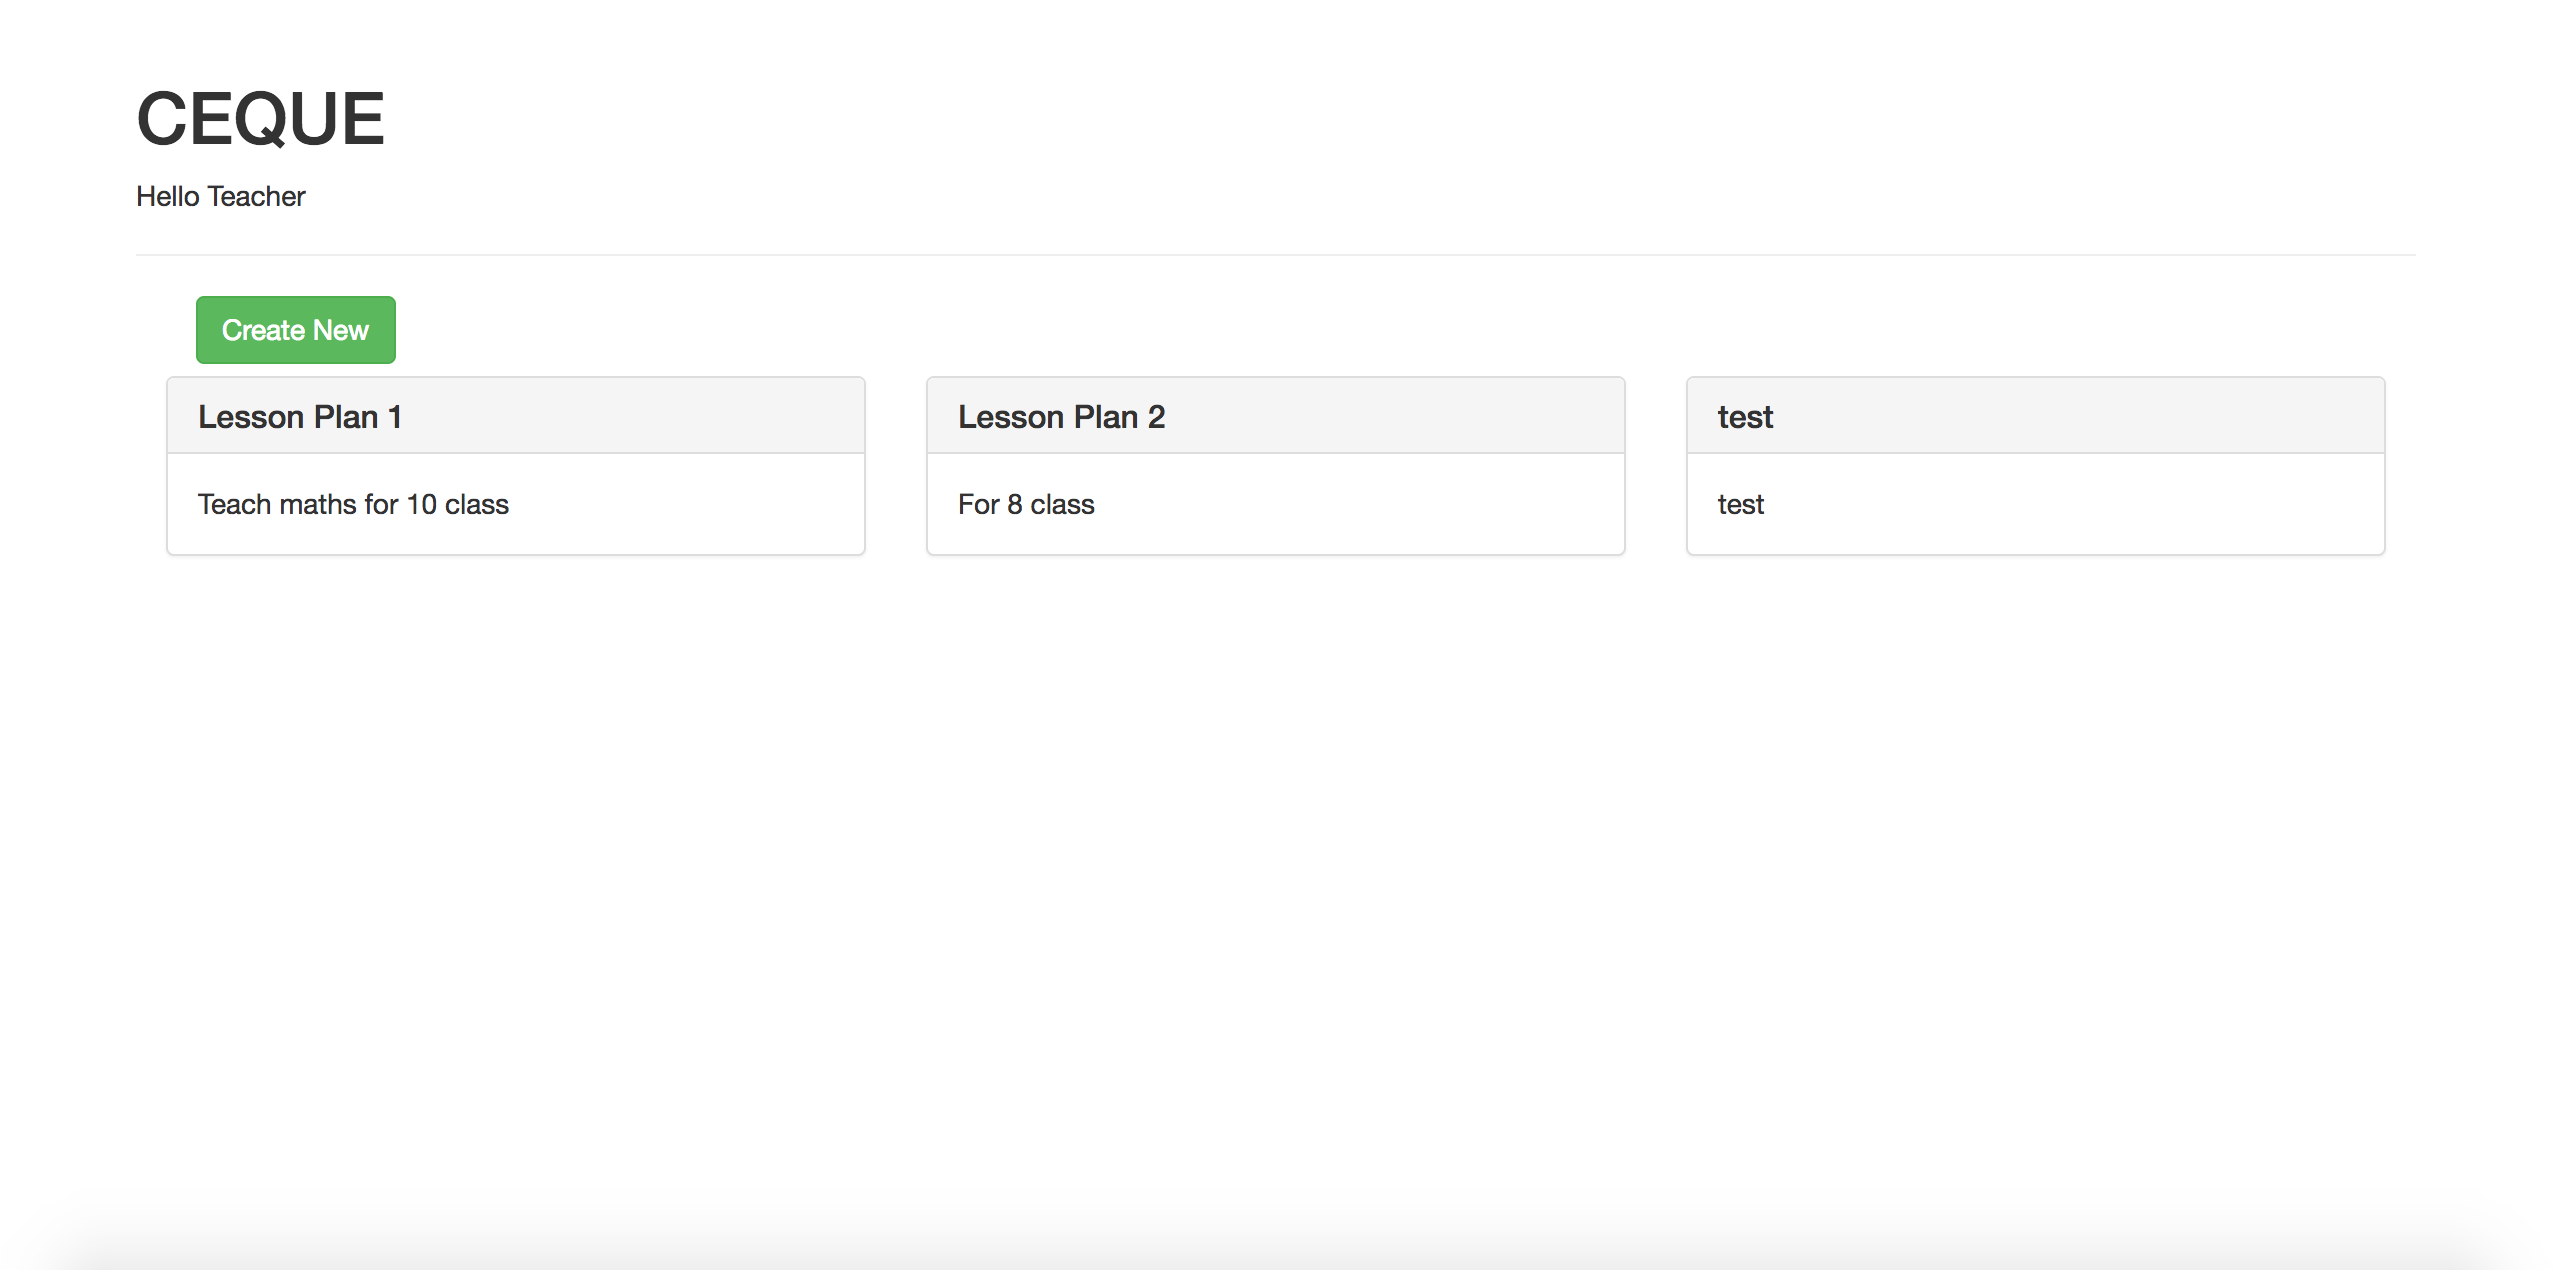 CEQUE
Hello Teacher
Create New
Lesson Plan 1
Teach maths for 10 class
Lesson Plan 2
For 8 class
test
test